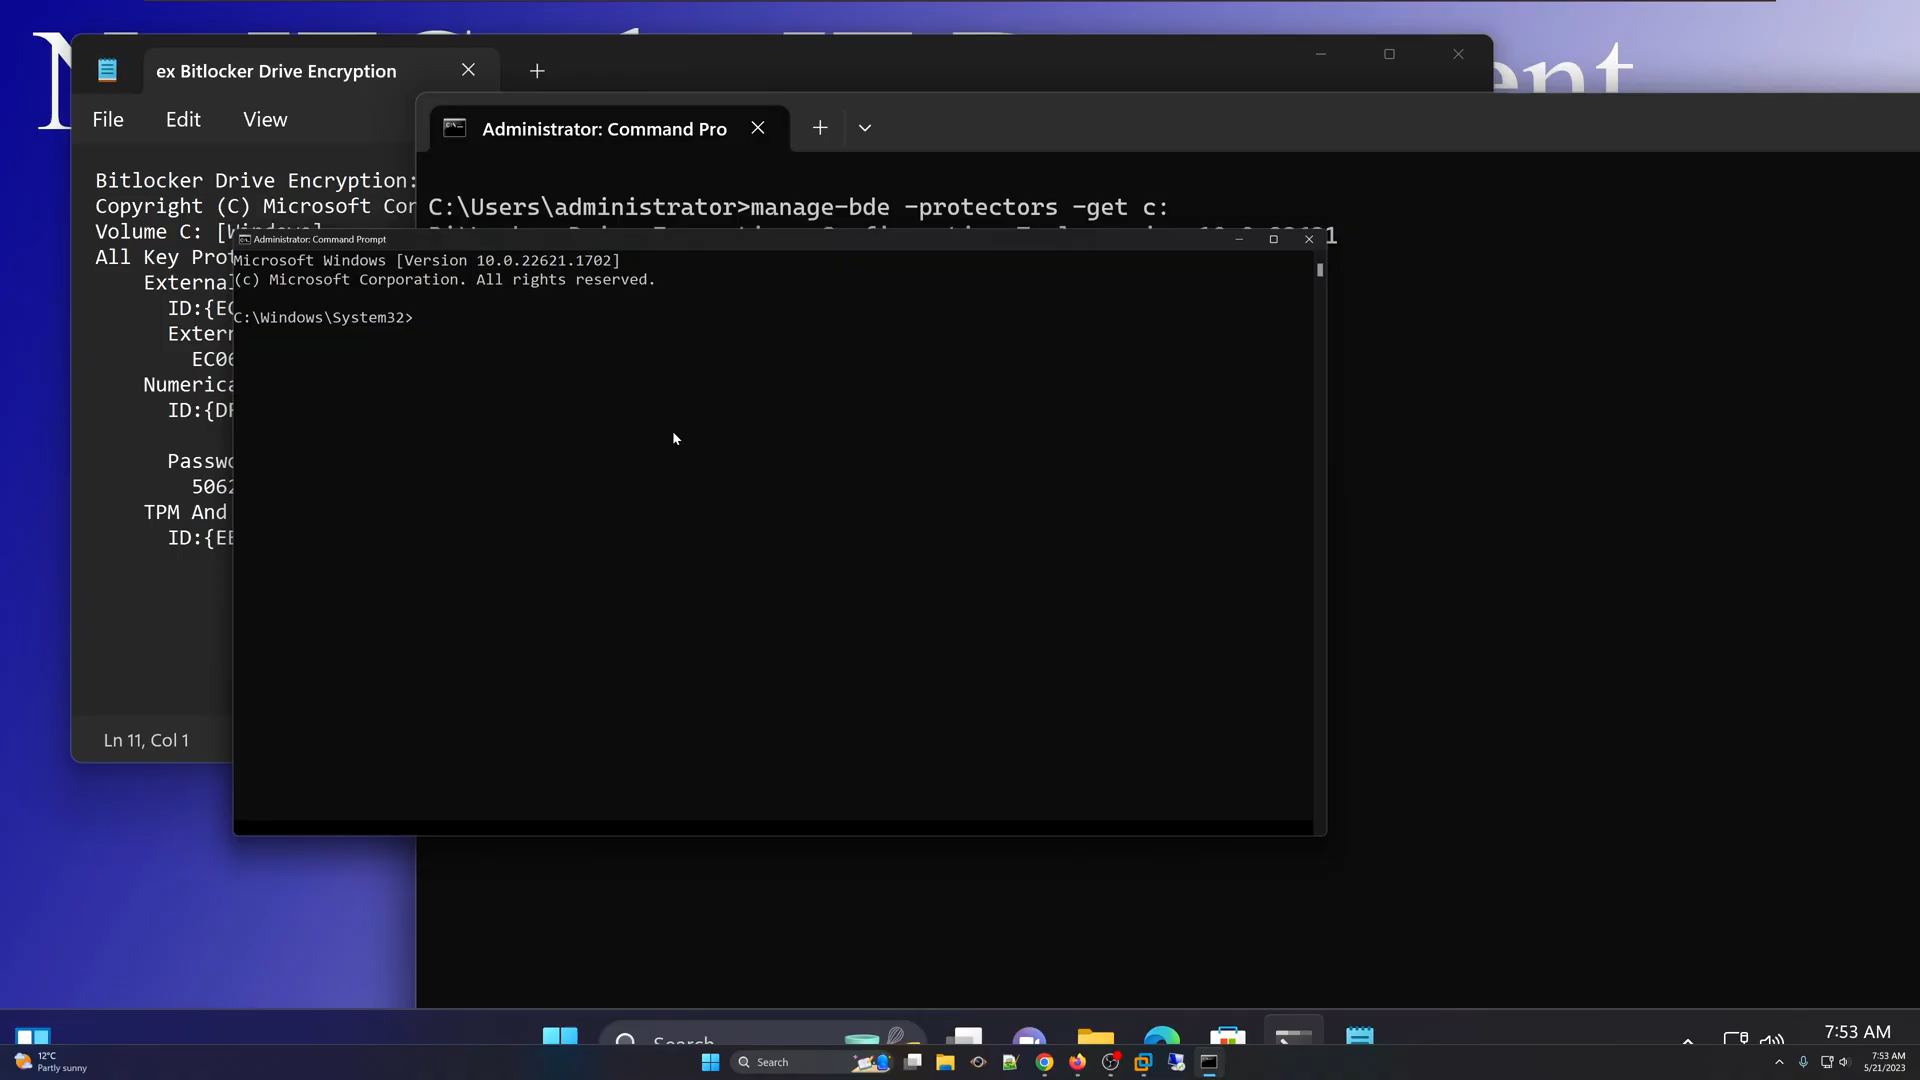 ex Bitlocker Drive Encryption
File Edit View
Administrator: Command Pro
Bitlocker Drive Encryption:
Copyright (C) Microsoft Cor
Volume C: [Windows]
All Key Prot
External
ID:{EC
Extern
EC06
Numerica
ID:{DF
Passwo
5062
TPM And
ID:{EE
Ln 11, Col 1
C:\Users\administrator>manage-bde -protectors -get c:
Administrator: Command Prompt
Microsoft Windows [Version 10.0.22621.1702]
(c) Microsoft Corporation. All rights reserved.
C:\Windows\System32>
Search
7:53 AM
12°C
Partly sunny
Search
7:53 AM
5/21/2023